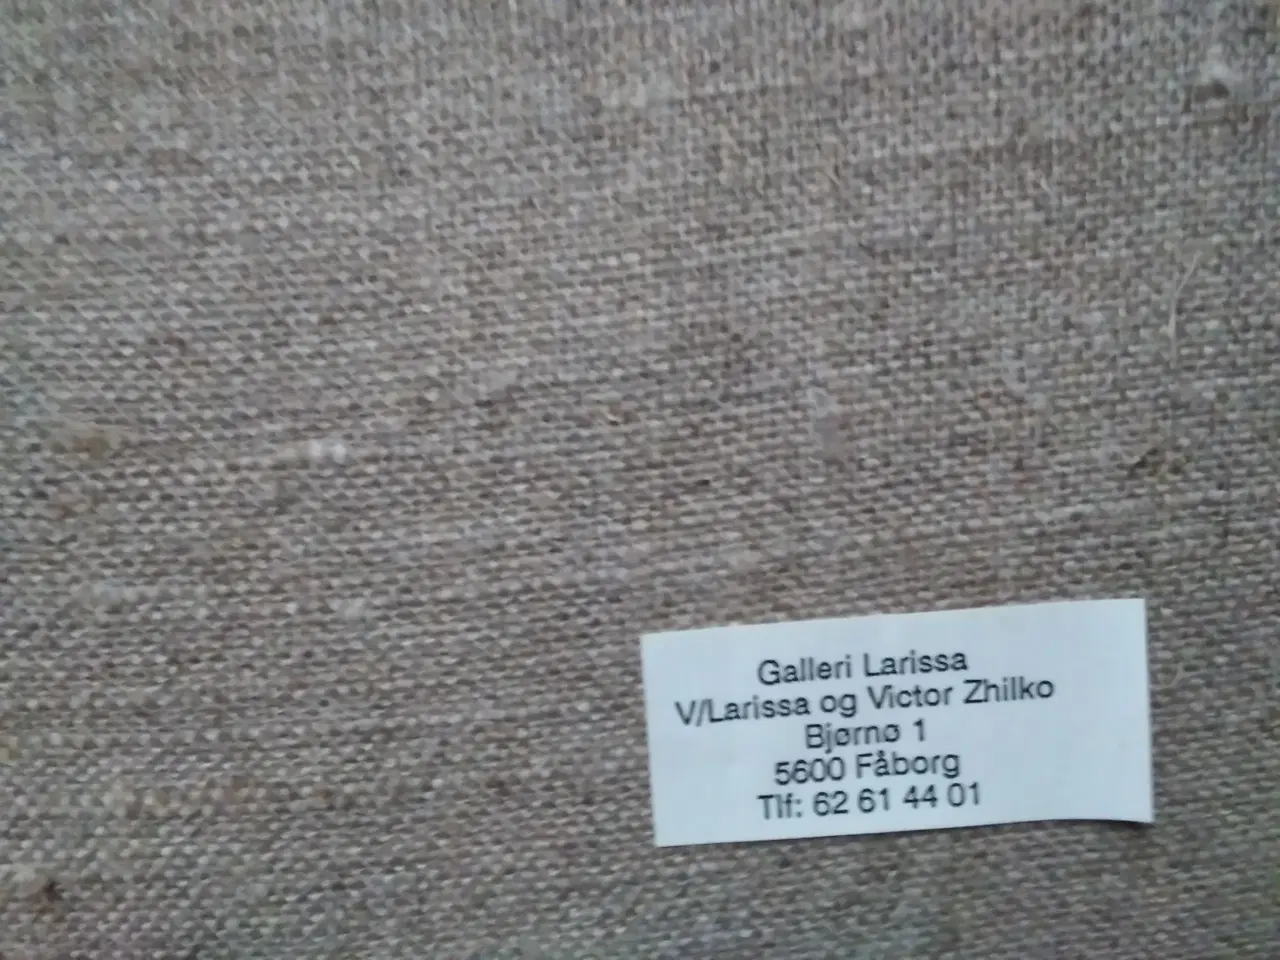 Galleri Larissa
V/Larissa og Victor Zhilko
Bjørnø 1
5600 Fåborg
Tlf: 62 61 44 01